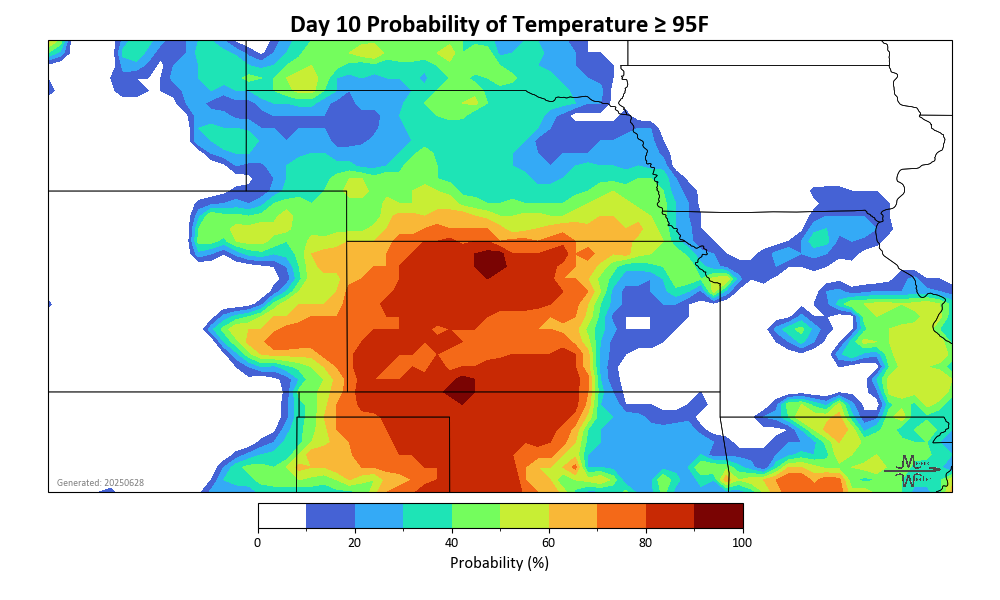 Day 10 Probability of Temperature ≥ 95F
Generated: 20250628
0 20 40 60 80 100
Probability (%)